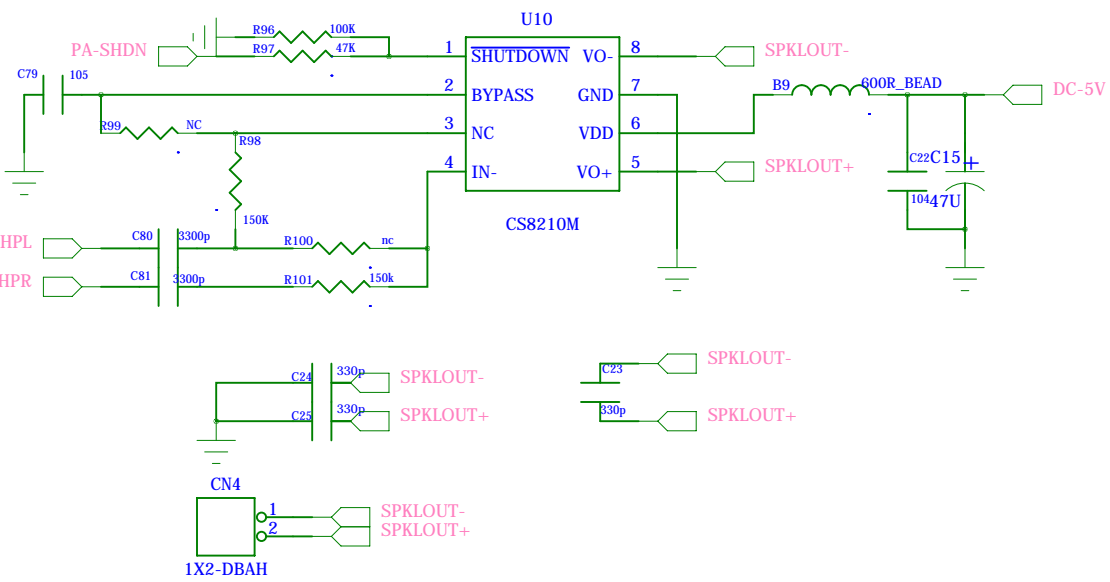 U10
R96 100K
PA-SHDN
R97 47K
1 SHUTDOWN VO- 8
SPKLOUT-
C79 105
2 BYPASS GND 7
B9 600R_BEAD
DC-5V
R99 NC
3 NC VDD 6
R98
4 IN- VO+ 5
SPKLOUT+
C22 C15 +
104 47U
150K
CS8210M
HPL
C80 3300p
R100 nc
HPR
C81 3300p
R101 150k
C24 330p
SPKLOUT-
C25 330p
SPKLOUT+
C23
SPKLOUT-
330p
SPKLOUT+
CN4
1 SPKLOUT-
2 SPKLOUT+
1X2-DBAH